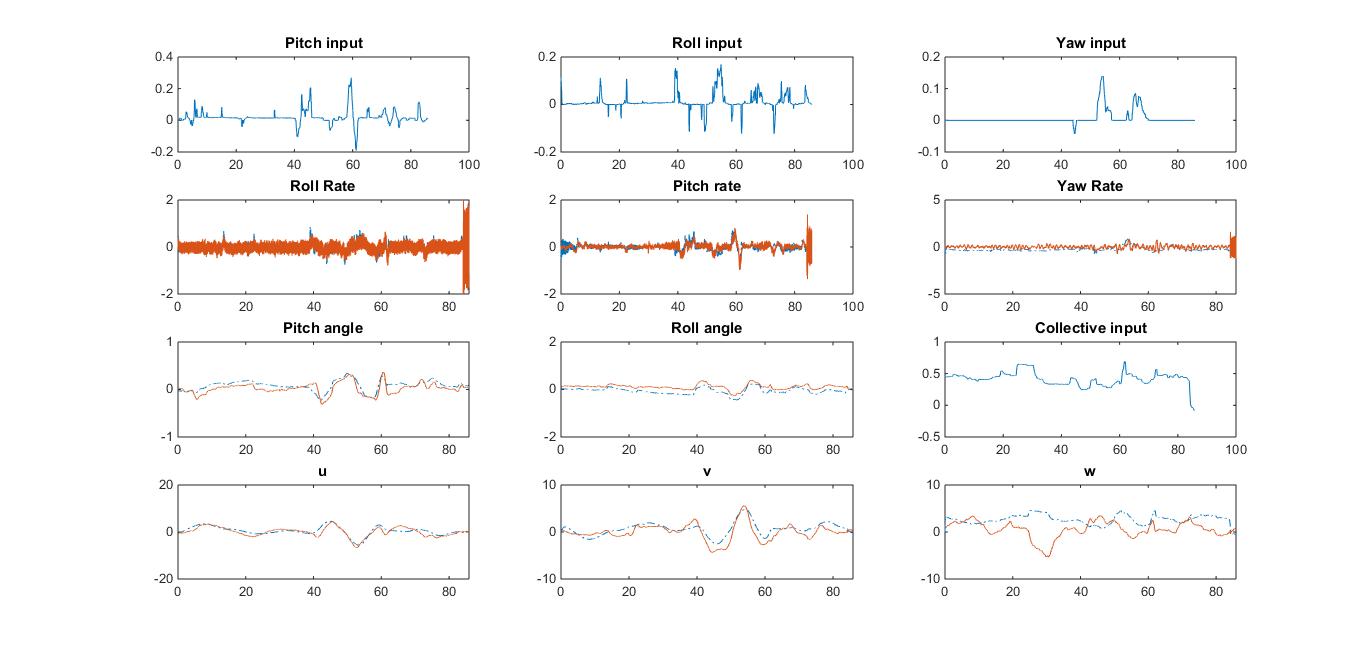 Pitch input
0.4
0.2
0
-0.2
0 20 40 60 80 100
Roll input
0.2
0
-0.2
0 20 40 60 80 100
Yaw input
0.2
0.1
0
-0.1
0 20 40 60 80 100
Roll Rate
2
0
-2
0 20 40 60 80
Pitch rate
2
0
-2
0 20 40 60 80 100
Yaw Rate
5
0
-5
0 20 40 60 80
Pitch angle
1
0
-1
0 20 40 60 80
Roll angle
2
0
-2
0 20 40 60 80
Collective input
1
0.5
0
-0.5
0 20 40 60 80 100
u
20
0
-20
0 20 40 60 80
v
10
0
-10
0 20 40 60 80
w
10
0
-10
0 20 40 60 80